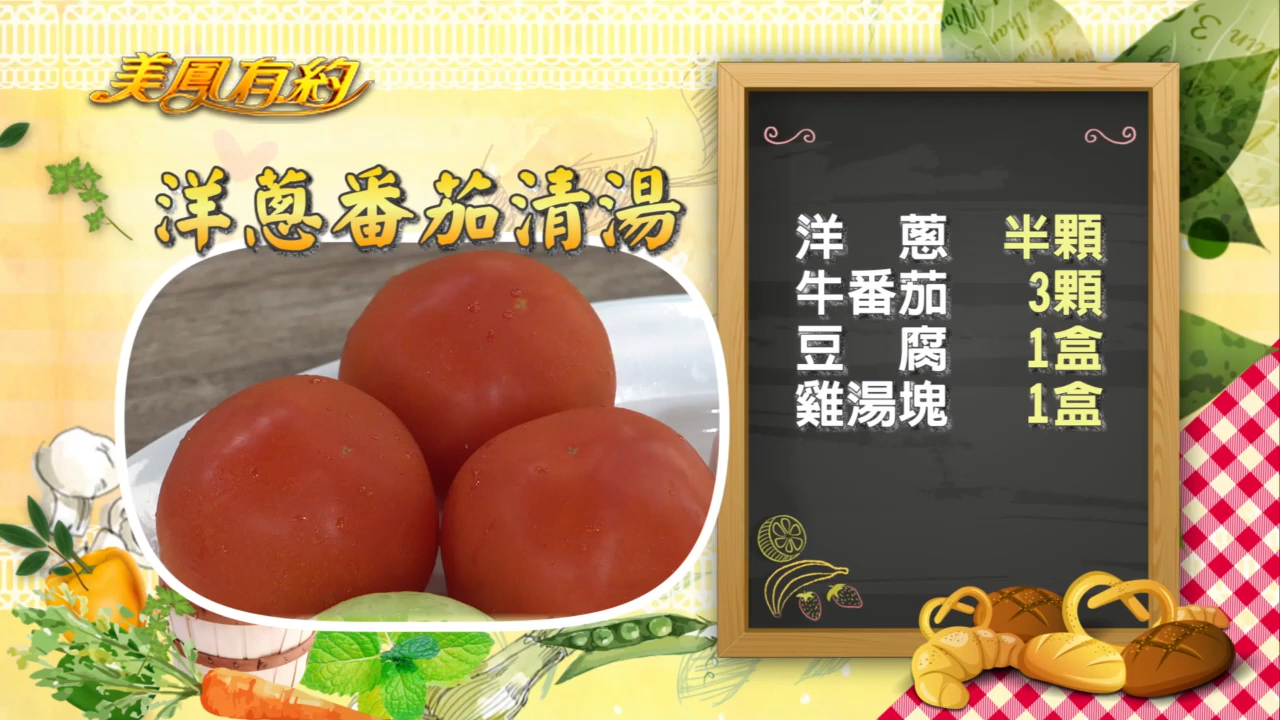 美鳳有約
洋蔥番茄清湯
洋蔥 半顆
牛番茄 3顆
豆腐 1盒
雞湯塊 1盒